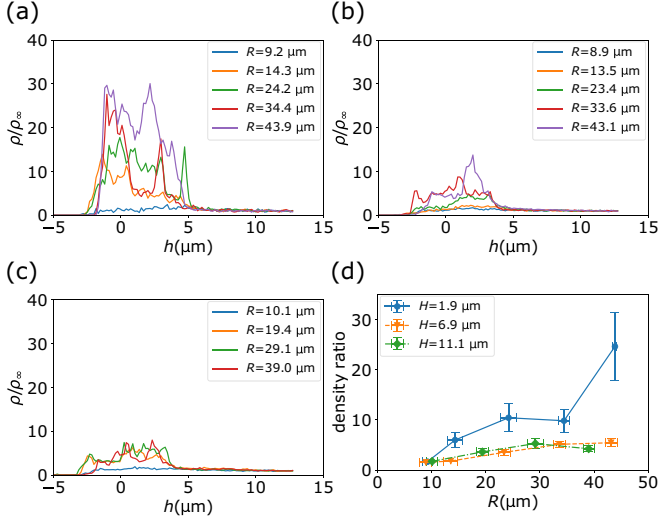 (a)
40
30
20
10
0
ρ/ρ∞
−5
0
5
10
15
h(μm)
R=9.2 μm
R=14.3 μm
R=24.2 μm
R=34.4 μm
R=43.9 μm
(b)
40
30
20
10
0
ρ/ρ∞
−5
0
5
10
15
h(μm)
R=8.9 μm
R=13.5 μm
R=23.4 μm
R=33.6 μm
R=43.1 μm
(c)
40
30
20
10
0
ρ/ρ∞
−5
0
5
10
15
h(μm)
R=10.1 μm
R=19.4 μm
R=29.1 μm
R=39.0 μm
(d)
30
20
10
0
density ratio
0
10
20
30
40
50
R(μm)
H=1.9 μm
H=6.9 μm
H=11.1 μm